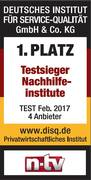 DEUTSCHES INSTITUT
FÜR SERVICE-QUALITÄT
GmbH & Co. KG
1. PLATZ
Testsieger
Nachhilfe-
institute
TEST Feb. 2017
4 Anbieter
www.disq.de
Privatwirtschaftliches Institut
n-tv